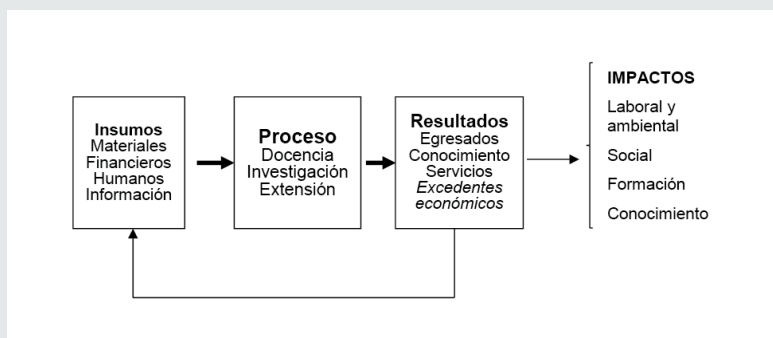 Insumos
Materiales
Financieros
Humanos
Información
Proceso
Docencia
Investigación
Extensión
Resultados
Egresados
Conocimiento
Servicios
Excedentes
económicos
IMPACTOS
Laboral y
ambiental
Social
Formación
Conocimiento